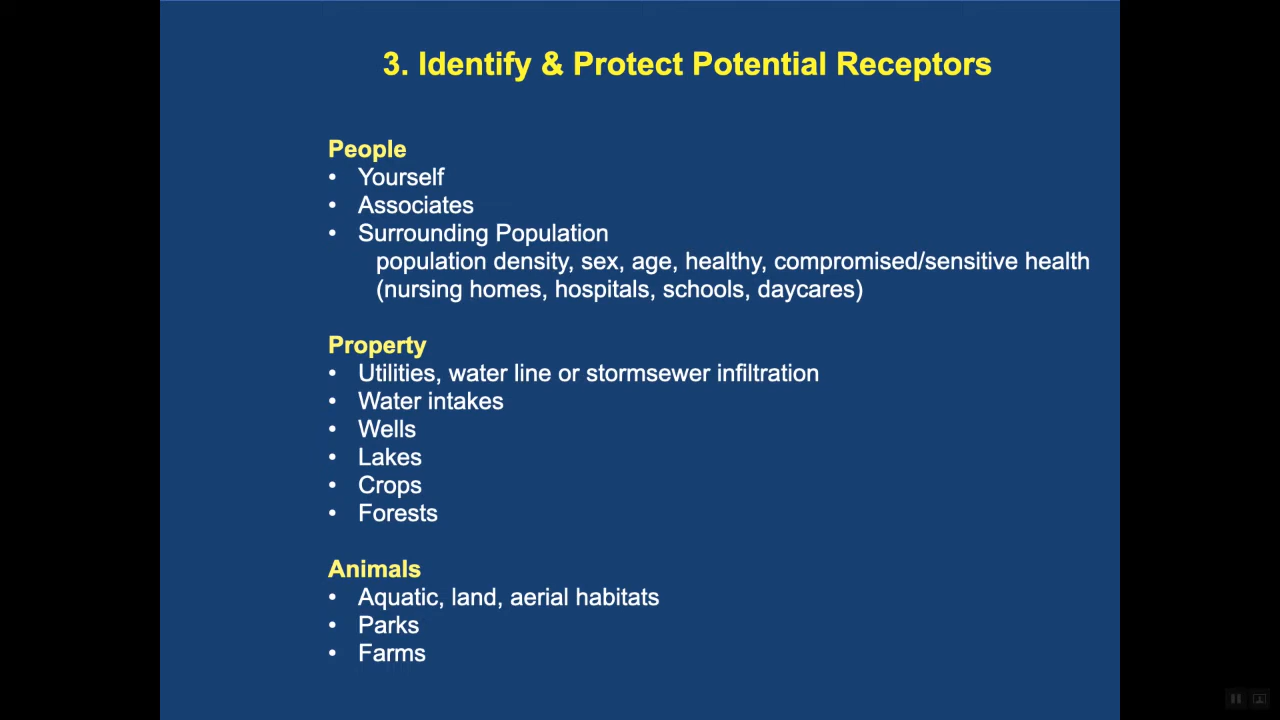 3. Identify & Protect Potential Receptors
People
• Yourself
• Associates
• Surrounding Population
population density, sex, age, healthy, compromised/sensitive health
(nursing homes, hospitals, schools, daycares)
Property
• Utilities, water line or stormsewer infiltration
• Water intakes
• Wells
• Lakes
• Crops
• Forests
Animals
• Aquatic, land, aerial habitats
• Parks
• Farms